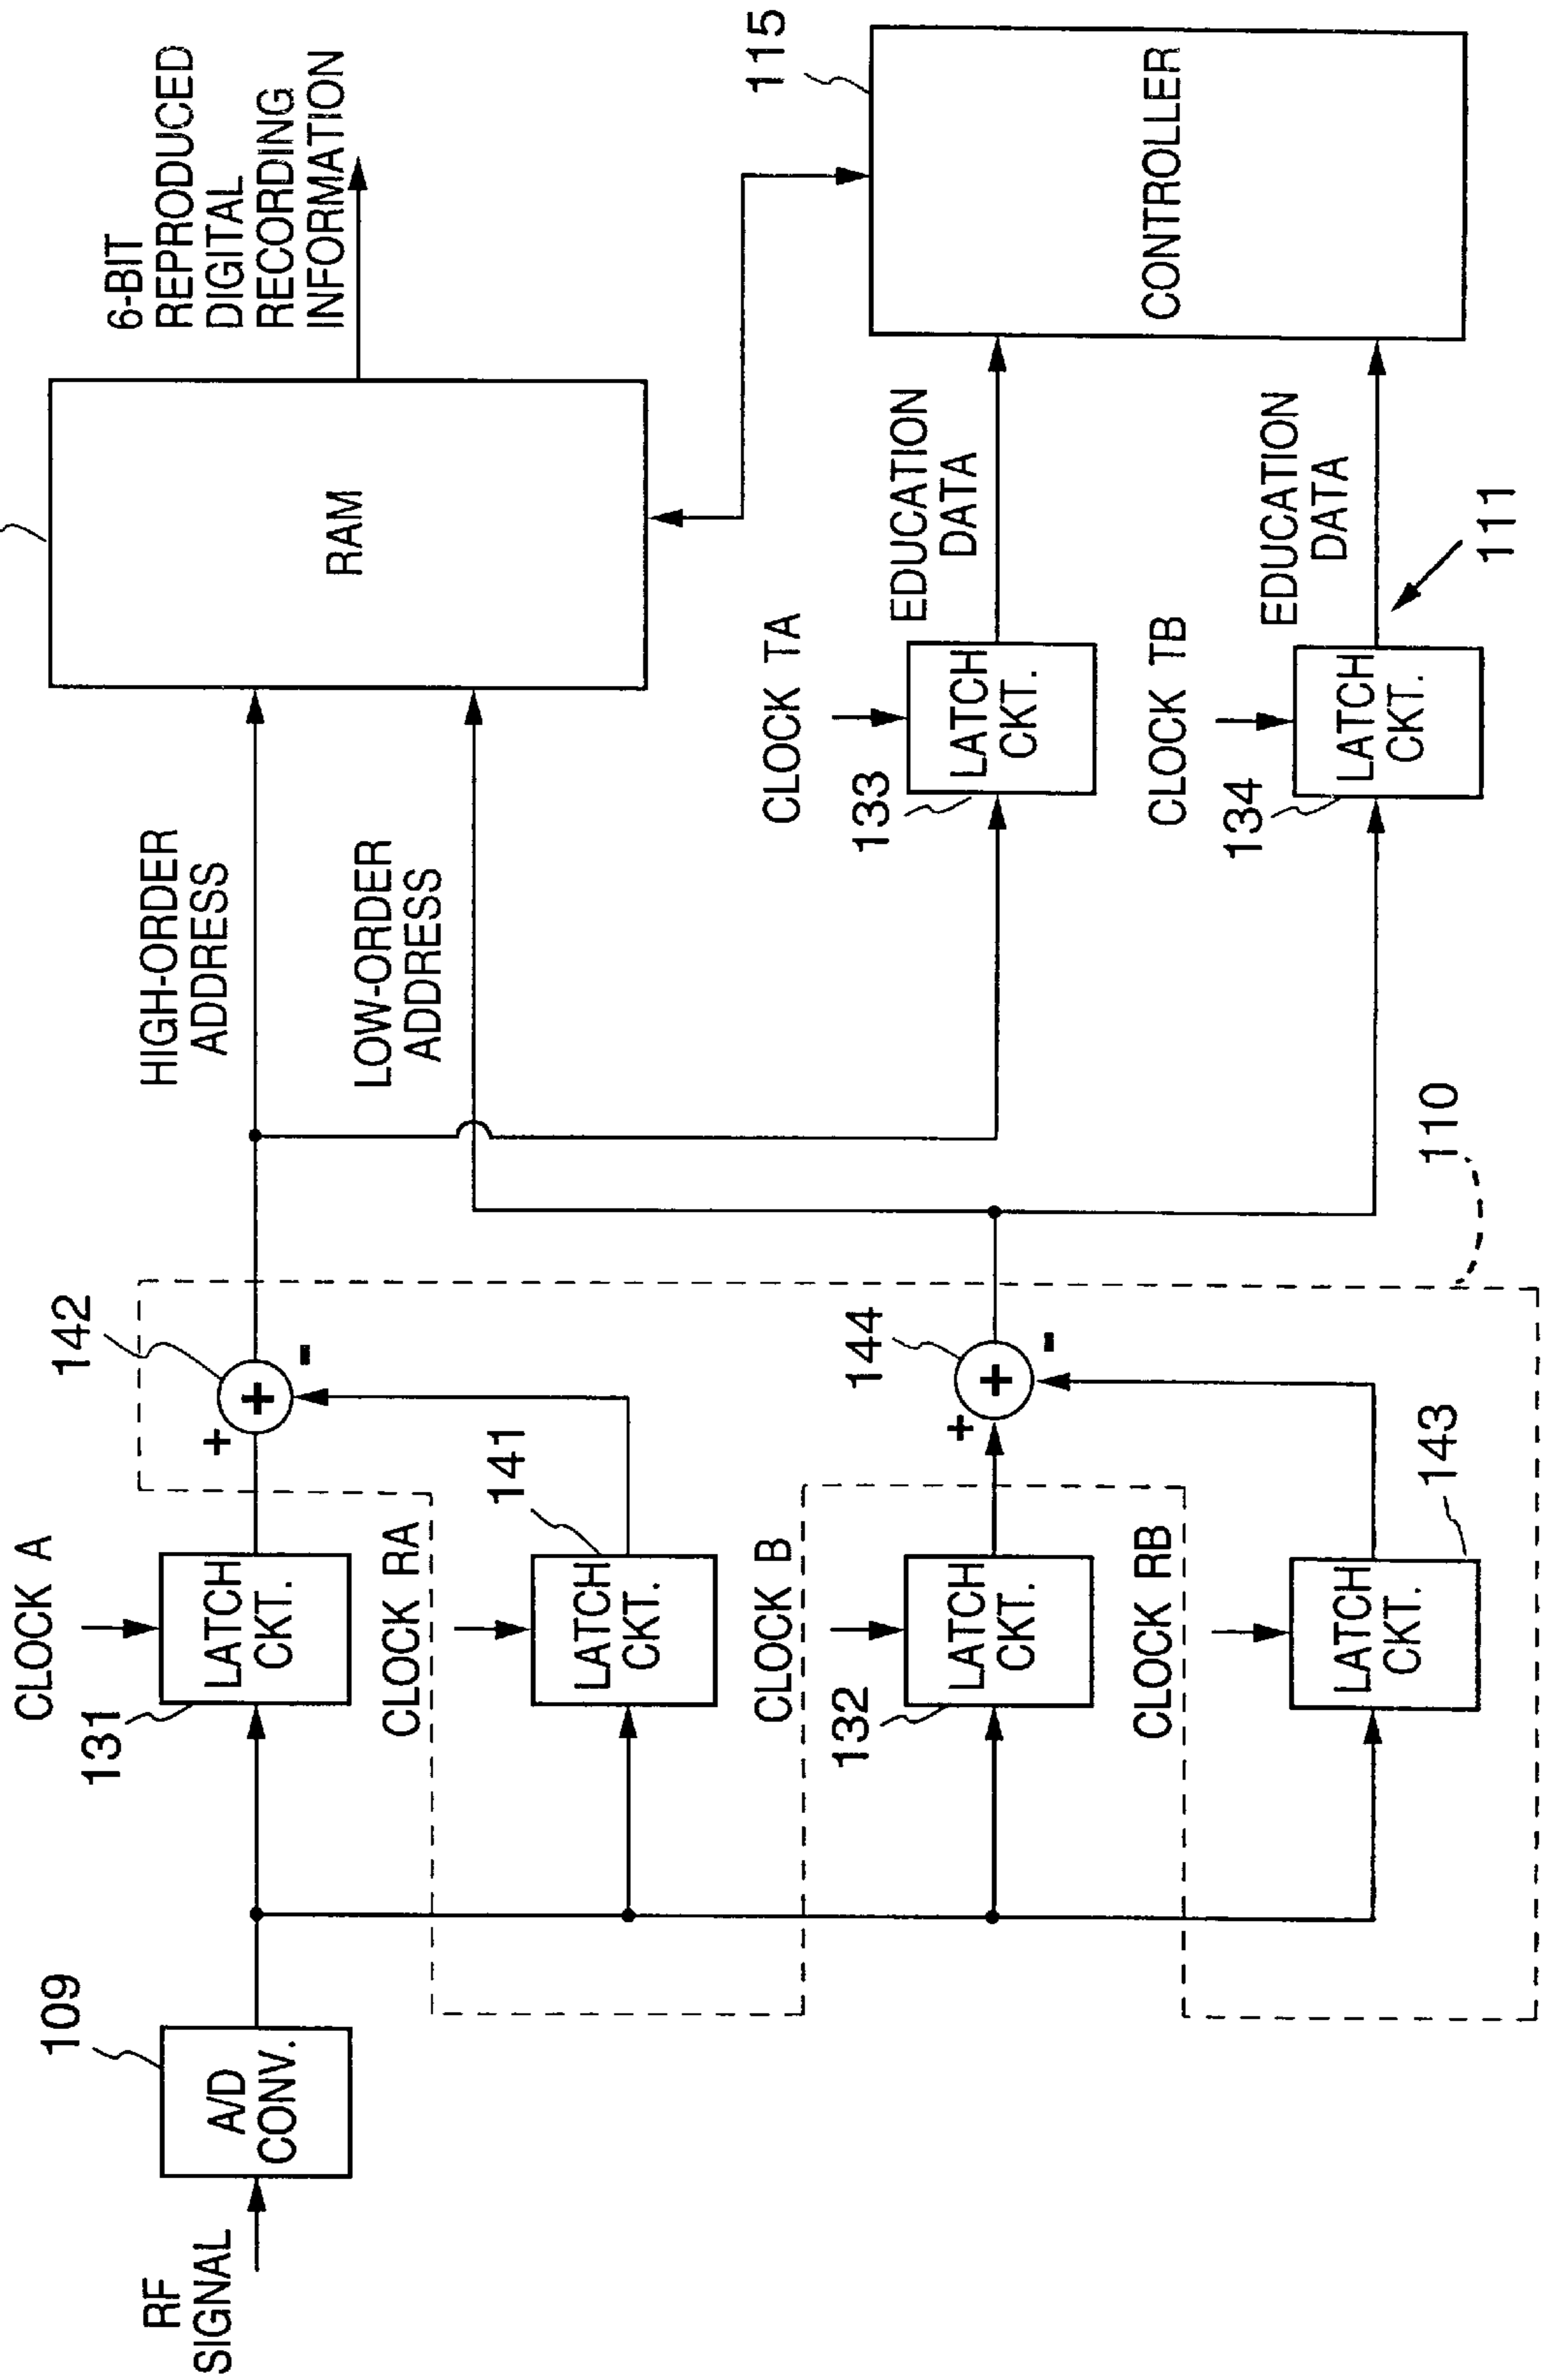 RF
SIGNAL
109
A/D
CONV.
CLOCK A
131
LATCH
CKT.
CLOCK RA
141
LATCH
CKT.
CLOCK B
132
LATCH
CKT.
CLOCK RB
143
LATCH
CKT.
142
+
+
-
144
+
+
-
110
HIGH-ORDER
ADDRESS
LOW-ORDER
ADDRESS
RAM
6-BIT
REPRODUCED
DIGITAL
RECORDING
INFORMATION
CLOCK TA
133
LATCH
CKT.
EDUCATION
DATA
CLOCK TB
134
LATCH
CKT.
EDUCATION
DATA
111
115
CONTROLLER